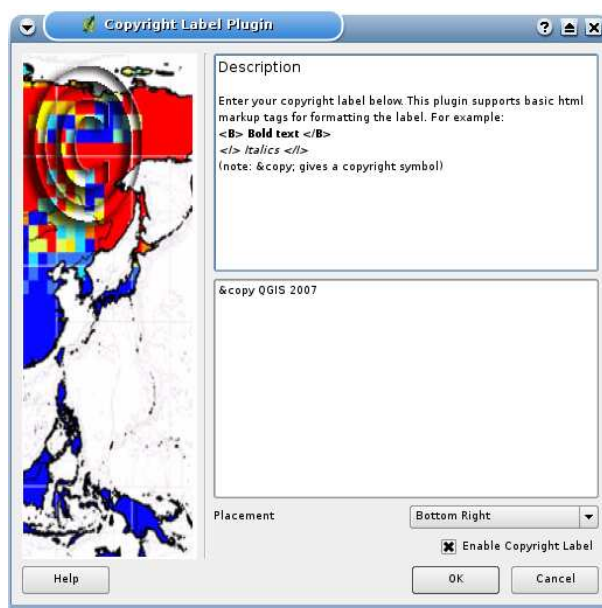 Copyright Label Plugin
Description
Enter your copyright label below. This plugin supports basic html
markup tags for formatting the label. For example:
<B> Bold text </B>
<I> Italics </I>
(note: &copy; gives a copyright symbol)
&copy QGIS 2007
Placement
Bottom Right
Enable Copyright Label
Help
OK
Cancel